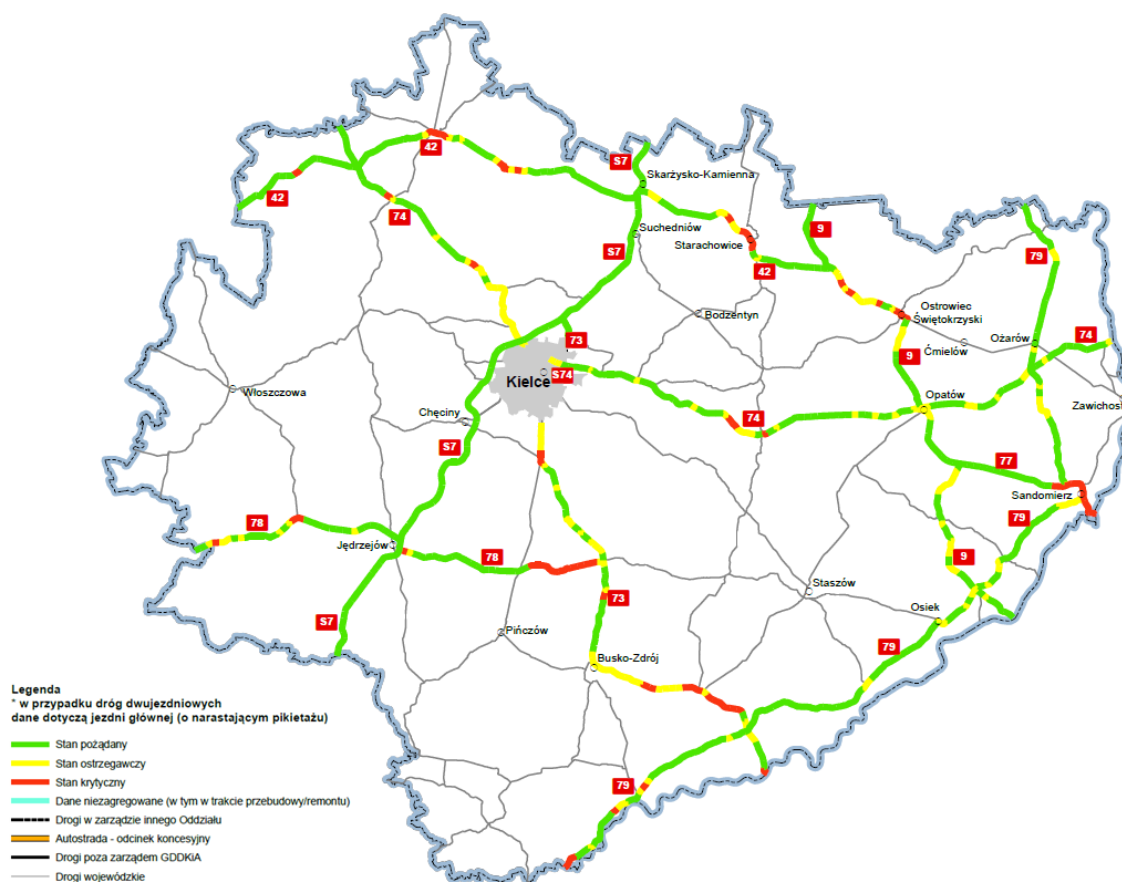 42
S7
Skarżysko-Kamienna
42
74
Suchedniów
S7
Starachowice
9
42
79
Bodzentyn
Ostrowiec
Świętokrzyski
73
9
Ćmielów
Ożarów
74
Kielce
S74
Włoszczowa
Chęciny
74
Opatów
Zawichos
S7
77
Sandomierz
78
79
Jędrzejów
78
9
73
Staszów
Osiek
S7
Pińczów
79
Busko-Zdrój
79
Legenda
* w przypadku dróg dwujezdniowych
dane dotyczą jezdni głównej (o narastającym pikietażu)
Stan pożądany
Stan ostrzegawczy
Stan krytyczny
Dane niezagregowane (w tym w trakcie przebudowy/remontu)
Drogi w zarządzie innego Oddziału
Autostrada - odcinek koncesyjny
Drogi poza zarządem GDDKiA
Drogi wojewódzkie